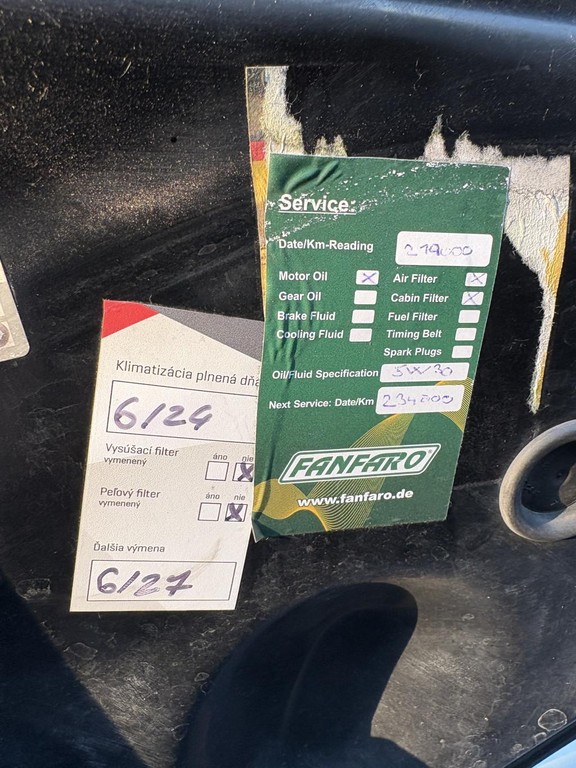 Service:
Date/Km-Reading 219000
Motor Oil X Air Filter X
Gear Oil Cabin Filter X
Brake Fluid Fuel Filter
Cooling Fluid Timing Belt
Spark Plugs
Oil/Fluid Specification 5W30
Next Service: Date/Km 234000
FANFARO
www.fanfaro.de
Klimatizácia plnená dňa
6/24
Vysúšací filter áno nie
vymenený X
Peľový filter áno nie
vymenený X
Ďalšia výmena
6/27